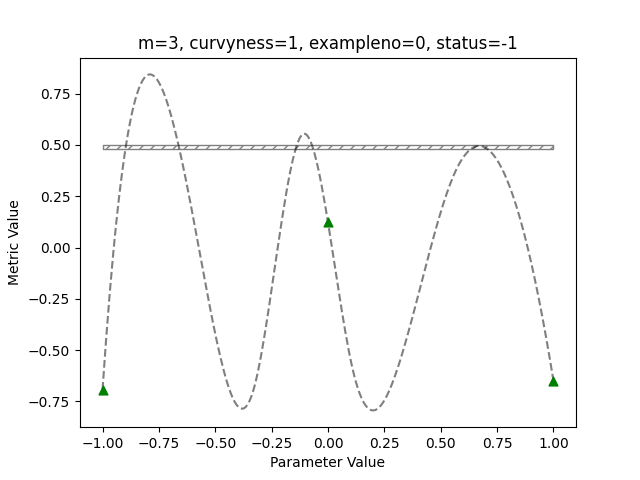 m=3, curvyness=1, exampleno=0, status=-1
Metric Value
0.75
0.50
0.25
0.00
−0.25
−0.50
−0.75
−1.00 −0.75 −0.50 −0.25 0.00 0.25 0.50 0.75 1.00
Parameter Value